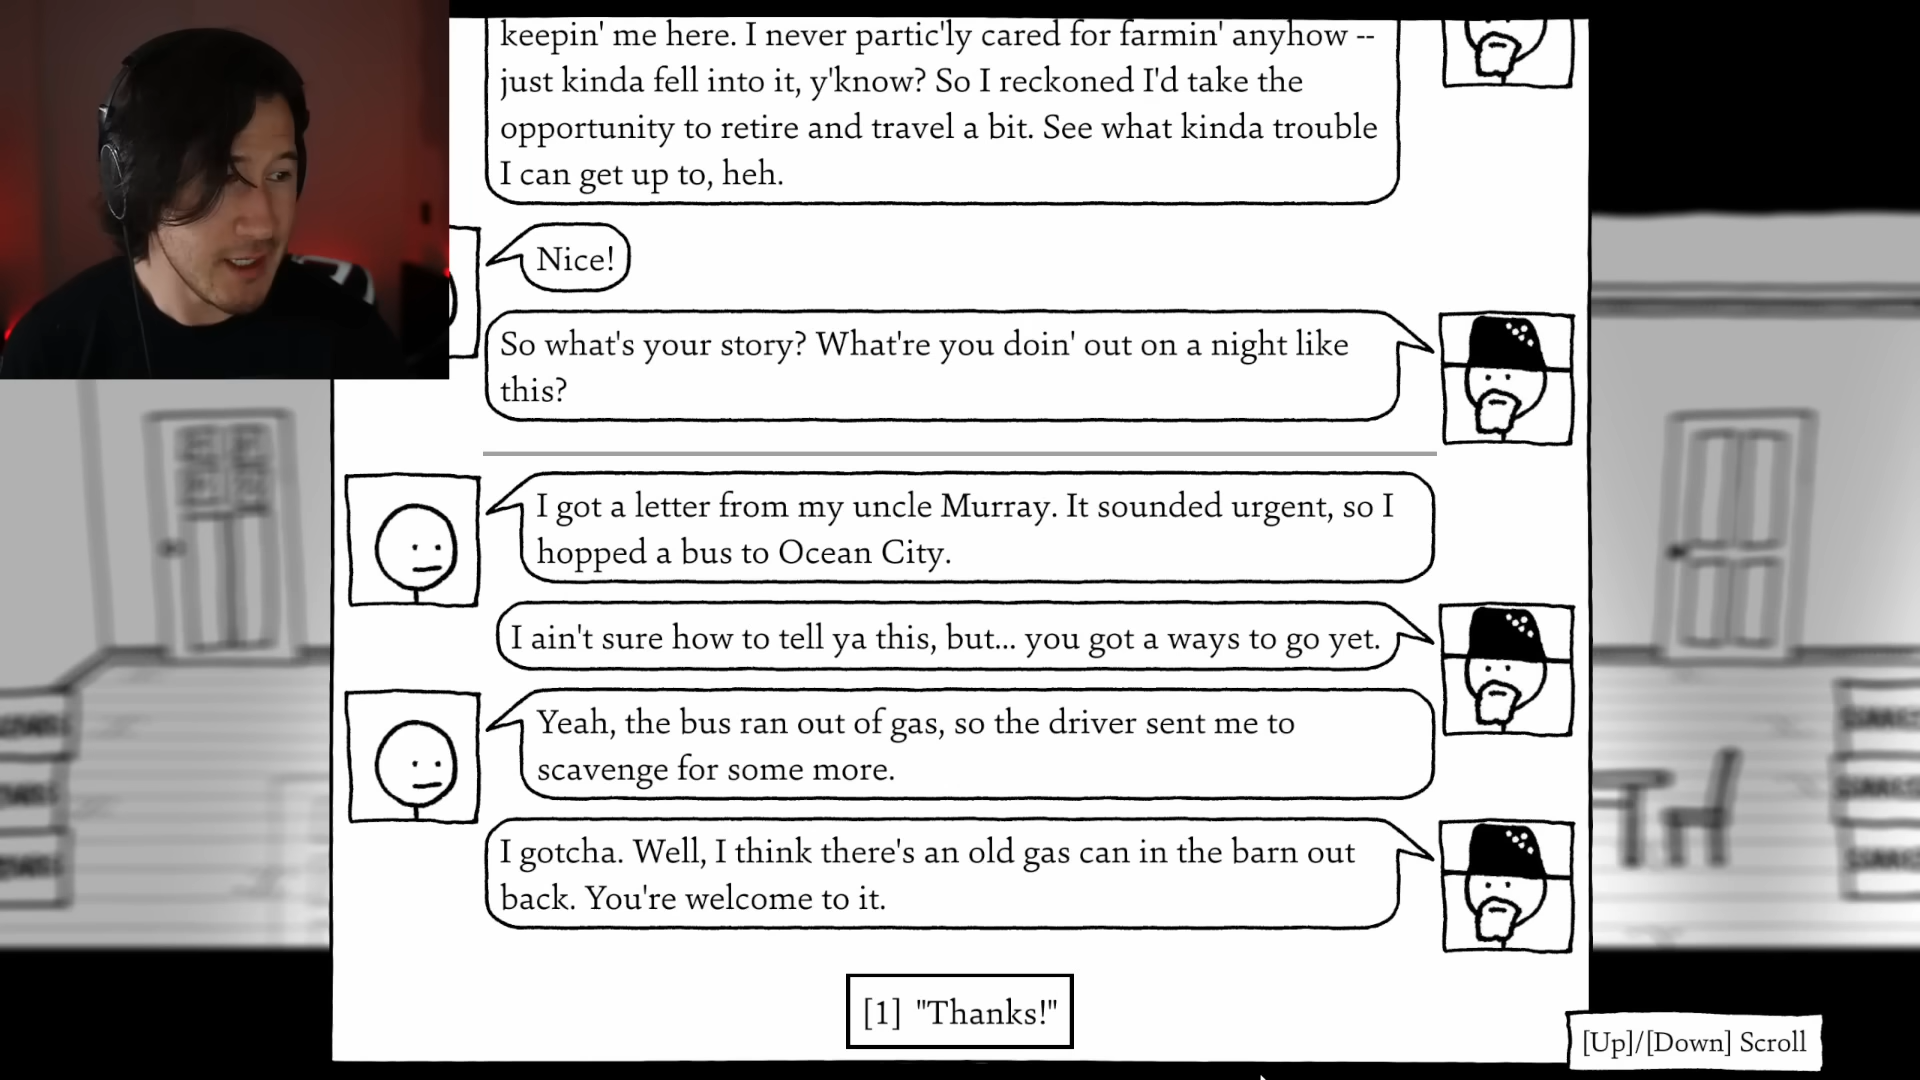 keepin' me here. I never partic'ly cared for farmin' anyhow --
just kinda fell into it, y'know? So I reckoned I'd take the
opportunity to retire and travel a bit. See what kinda trouble
I can get up to, heh.
Nice!
So what's your story? What're you doin' out on a night like
this?
I got a letter from my uncle Murray. It sounded urgent, so I
hopped a bus to Ocean City.
I ain't sure how to tell ya this, but... you got a ways to go yet.
Yeah, the bus ran out of gas, so the driver sent me to
scavenge for some more.
I gotcha. Well, I think there's an old gas can in the barn out
back. You're welcome to it.
[1] "Thanks!"
[Up]/[Down] Scroll